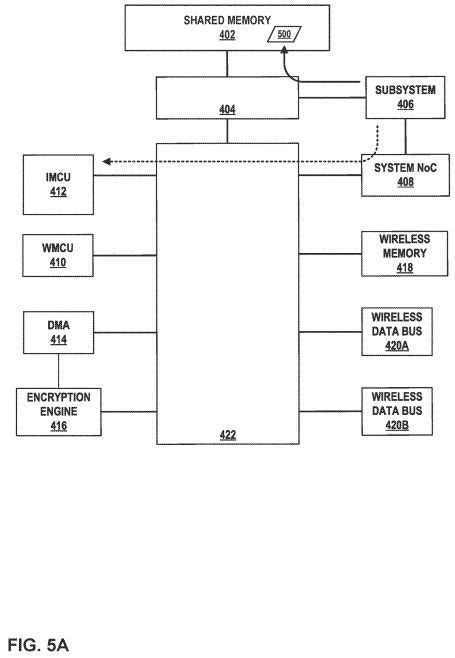 SHARED MEMORY
402
500
404
SUBSYSTEM
406
IMCU
412
SYSTEM NoC
408
WMCU
410
WIRELESS
MEMORY
418
DMA
414
WIRELESS
DATA BUS
420A
ENCRYPTION
ENGINE
416
WIRELESS
DATA BUS
420B
422
FIG. 5A